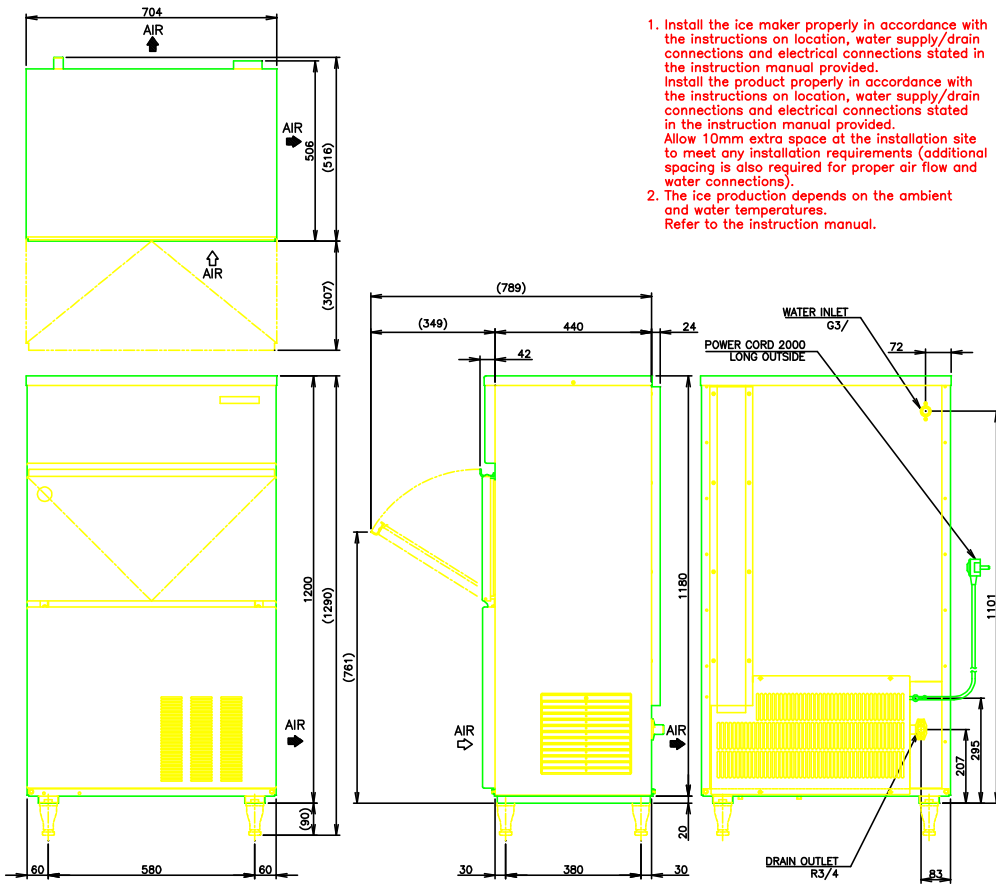 704
AIR
AIR
506
(516)
AIR
(307)
1. Install the ice maker properly in accordance with
the instructions on location, water supply/drain
connections and electrical connections stated in
the instruction manual provided.
Install the product properly in accordance with
the instructions on location, water supply/drain
connections and electrical connections stated
in the instruction manual provided.
Allow 10mm extra space at the installation site
to meet any installation requirements (additional
spacing is also required for proper air flow and
water connections).
2. The ice production depends on the ambient
and water temperatures.
Refer to the instruction manual.
(789)
(349)
440
24
42
WATER INLET
G3/
POWER CORD 2000
LONG OUTSIDE
72
1200
(1290)
(761)
1180
1101
AIR
AIR
AIR
207
295
(90)
20
60
580
60
30
380
30
DRAIN OUTLET
R3/4
83